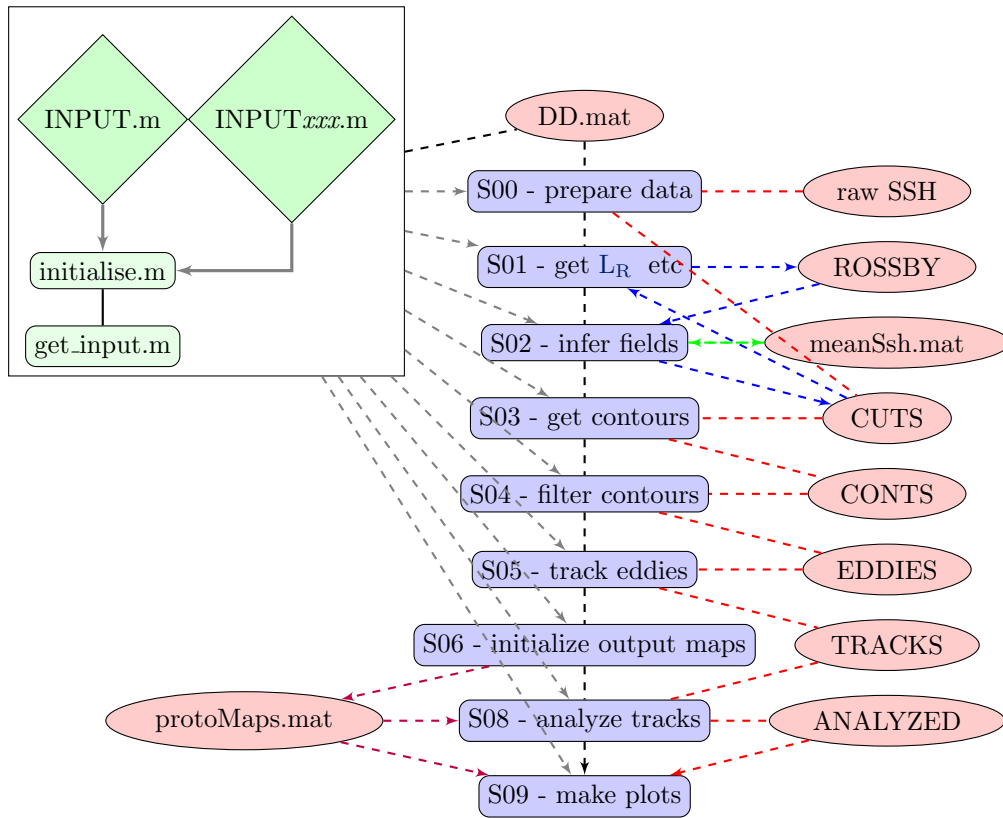 INPUT.m
INPUTxxx.m
DD.mat
S00 - prepare data
raw SSH
initialise.m
S01 - get L_R etc
ROSSBY
get_input.m
S02 - infer fields
meanSsh.mat
S03 - get contours
CUTS
S04 - filter contours
CONTS
S05 - track eddies
EDDIES
S06 - initialize output maps
TRACKS
protoMaps.mat
S08 - analyze tracks
ANALYZED
S09 - make plots